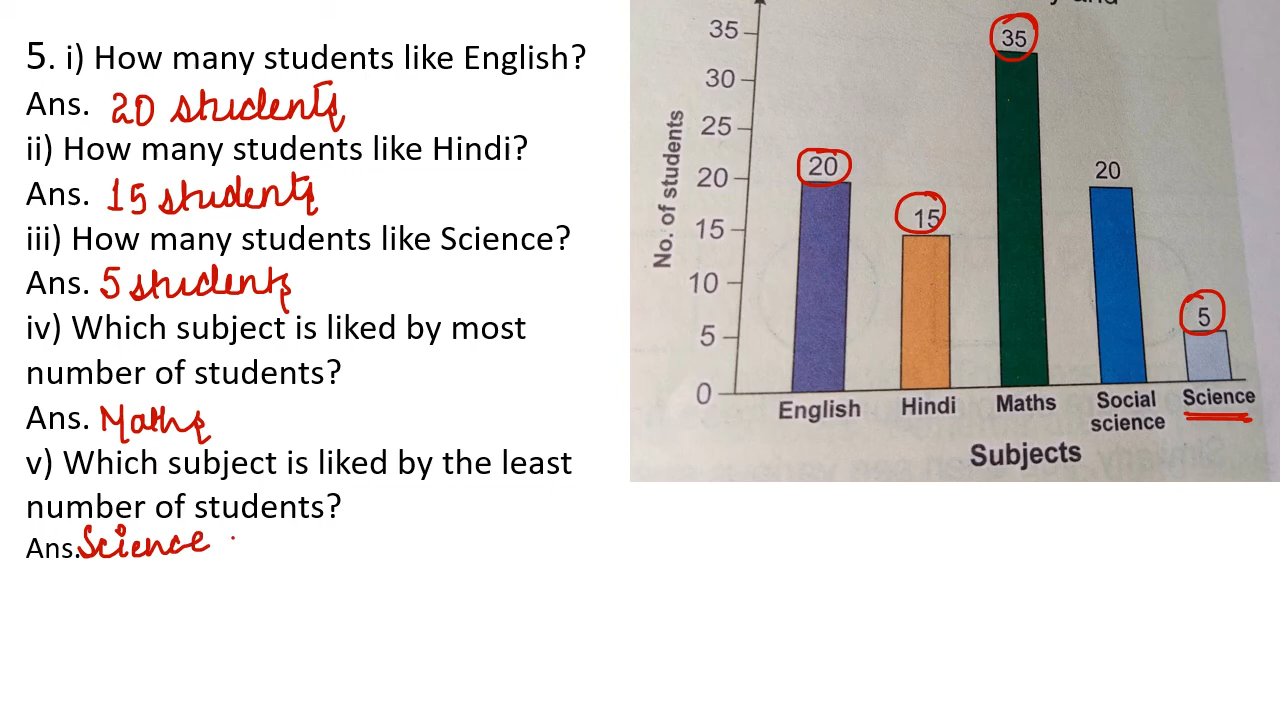 5. i) How many students like English?
Ans. 20 students
ii) How many students like Hindi?
Ans. 15 students
iii) How many students like Science?
Ans. 5 students
iv) Which subject is liked by most
number of students?
Ans. Maths
v) Which subject is liked by the least
number of students?
Ans. Science
35
30
25
20
15
10
5
0
No. of students
20
15
35
20
5
English
Hindi
Maths
Social
science
Science
Subjects